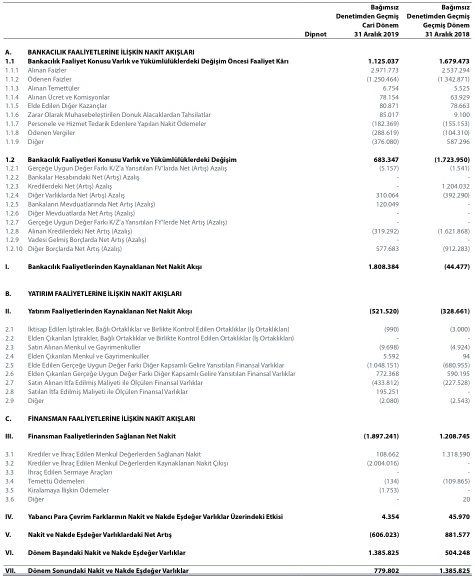 Bağımsız Bağımsız
Denetimden Geçmiş Denetimden Geçmiş
Cari Dönem Geçmiş Dönem
Dipnot 31 Aralık 2019 31 Aralık 2018
A. BANKACILIK FAALİYETLERİNE İLİŞKİN NAKİT AKIŞLARI
1.1 Bankacılık Faaliyet Konusu Varlık ve Yükümlülüklerdeki Değişim Öncesi Faaliyet Kârı 1.125.037 1.679.473
1.1.1 Alınan Faizler 2.971.773 2.537.294
1.1.2 Ödenen Faizler (1.250.464) (1.342.871)
1.1.3 Alınan Temettüler 6.754 5.525
1.1.4 Alınan Ücret ve Komisyonlar 78.154 63.929
1.1.5 Elde Edilen Diğer Kazançlar 80.871 78.663
1.1.6 Zarar Olarak Muhasebeleştirilen Donuk Alacaklardan Tahsilatlar 85.017 9.100
1.1.7 Personele ve Hizmet Tedarik Edenlere Yapılan Nakit Ödemeler (182.369) (155.153)
1.1.8 Ödenen Vergiler (288.619) (104.310)
1.1.9 Diğer (376.080) 587.296
1.2 Bankacılık Faaliyetleri Konusu Varlık ve Yükümlülüklerdeki Değişim 683.347 (1.723.950)
1.2.1 Gerçeğe Uygun Değer Farkı K/Z'a Yansıtılan FV'larda Net (Artış) Azalış (5.157) (1.541)
1.2.2 Bankalar Hesabındaki Net (Artış) Azalış - -
1.2.3 Kredilerdeki Net (Artış) Azalış - 1.204.032
1.2.4 Diğer Varlıklarda Net (Artış) Azalış 310.064 (392.290)
1.2.5 Bankaların Mevduatlarında Net Artış (Azalış) 120.049 -
1.2.6 Diğer Mevduatlarda Net Artış (Azalış) - -
1.2.7 Gerçeğe Uygun Değer Farkı K/Z'a Yansıtılan FY'lerde Net Artış (Azalış) - -
1.2.8 Alınan Kredilerdeki Net Artış (Azalış) (319.292) (1.621.868)
1.2.9 Vadesi Gelmiş Borçlarda Net Artış (Azalış) - -
1.2.10 Diğer Borçlarda Net Artış (Azalış) 577.683 (912.283)
I. Bankacılık Faaliyetlerinden Kaynaklanan Net Nakit Akışı 1.808.384 (44.477)
B. YATIRIM FAALİYETLERİNE İLİŞKİN NAKİT AKIŞLARI
II. Yatırım Faaliyetlerinden Kaynaklanan Net Nakit Akışı (521.520) (328.661)
2.1 İktisap Edilen İştirakler, Bağlı Ortaklıklar ve Birlikte Kontrol Edilen Ortaklıklar (İş Ortaklıkları) (990) (3.000)
2.2 Elden Çıkarılan İştirakler, Bağlı Ortaklıklar ve Birlikte Kontrol Edilen Ortaklıklar (İş Ortaklıkları) - -
2.3 Satın Alınan Menkuller ve Gayrimenkuller (9.698) (4.924)
2.4 Elden Çıkarılan Menkul ve Gayrimenkuller 5.592 94
2.5 Elde Edilen Gerçeğe Uygun Değer Farkı Diğer Kapsamlı Gelire Yansıtılan Finansal Varlıklar (1.048.151) (680.955)
2.6 Elden Çıkarılan Gerçeğe Uygun Değer Farkı Diğer Kapsamlı Gelire Yansıtılan Finansal Varlıklar 772.368 590.195
2.7 Satın Alınan İtfa Edilmiş Maliyeti ile Ölçülen Finansal Varlıklar (433.812) (227.528)
2.8 Satılan İtfa Edilmiş Maliyeti ile Ölçülen Finansal Varlıklar 195.251 -
2.9 Diğer (2.080) (2.543)
C. FİNANSMAN FAALİYETLERİNE İLİŞKİN NAKİT AKIŞLARI
III. Finansman Faaliyetlerinden Sağlanan Net Nakit (1.897.241) 1.208.745
3.1 Krediler ve İhraç Edilen Menkul Değerlerden Sağlanan Nakit 108.662 1.318.590
3.2 Krediler ve İhraç Edilen Menkul Değerlerden Kaynaklanan Nakit Çıkışı (2.004.016) -
3.3 İhraç Edilen Sermaye Araçları - -
3.4 Temettü Ödemeleri (134) (109.865)
3.5 Kiralamaya İlişkin Ödemeler (1.753) -
3.6 Diğer - 20
IV. Yabancı Para Çevrim Farklarının Nakit ve Nakde Eşdeğer Varlıklar Üzerindeki Etkisi 4.354 45.970
V. Nakit ve Nakde Eşdeğer Varlıklardaki Net Artış (606.023) 881.577
VI. Dönem Başındaki Nakit ve Nakde Eşdeğer Varlıklar 1.385.825 504.248
VII. Dönem Sonundaki Nakit ve Nakde Eşdeğer Varlıklar 779.802 1.385.825